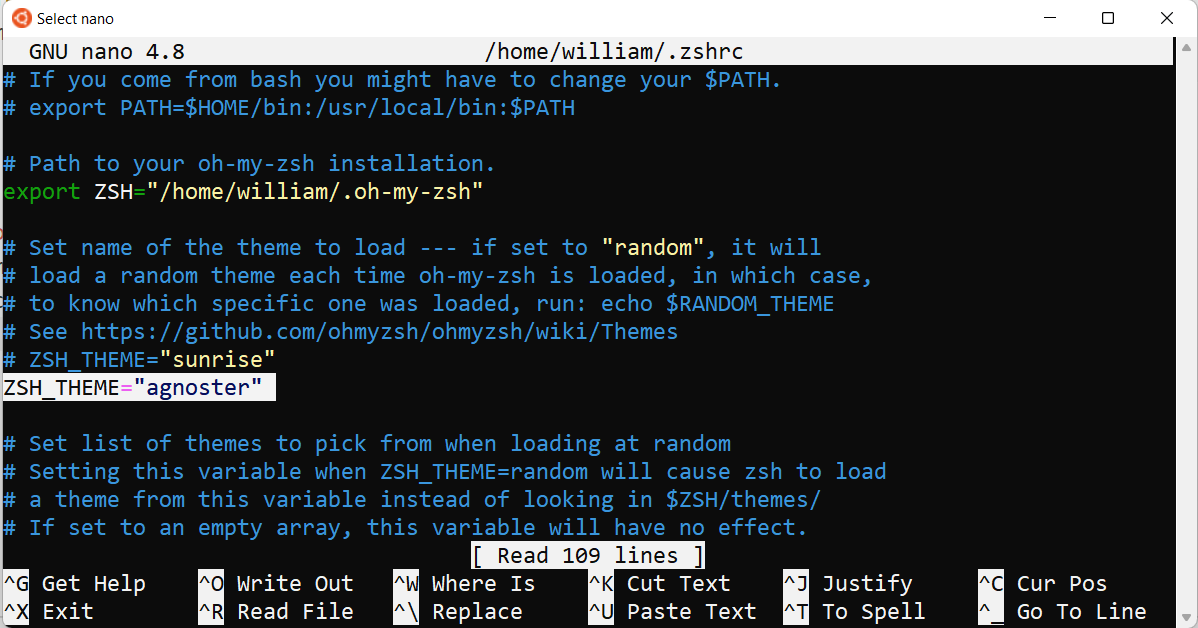 Select nano
GNU nano 4.8 /home/william/.zshrc
# If you come from bash you might have to change your $PATH.
# export PATH=$HOME/bin:/usr/local/bin:$PATH
# Path to your oh-my-zsh installation.
export ZSH="/home/william/.oh-my-zsh"
# Set name of the theme to load --- if set to "random", it will
# load a random theme each time oh-my-zsh is loaded, in which case,
# to know which specific one was loaded, run: echo $RANDOM_THEME
# See https://github.com/ohmyzsh/ohmyzsh/wiki/Themes
# ZSH_THEME="sunrise"
ZSH_THEME="agnoster"
# Set list of themes to pick from when loading at random
# Setting this variable when ZSH_THEME=random will cause zsh to load
# a theme from this variable instead of looking in $ZSH/themes/
# If set to an empty array, this variable will have no effect.
[ Read 109 lines ]
^G Get Help ^O Write Out ^W Where Is ^K Cut Text ^J Justify ^C Cur Pos
^X Exit ^R Read File ^\ Replace ^U Paste Text ^T To Spell ^_ Go To Line